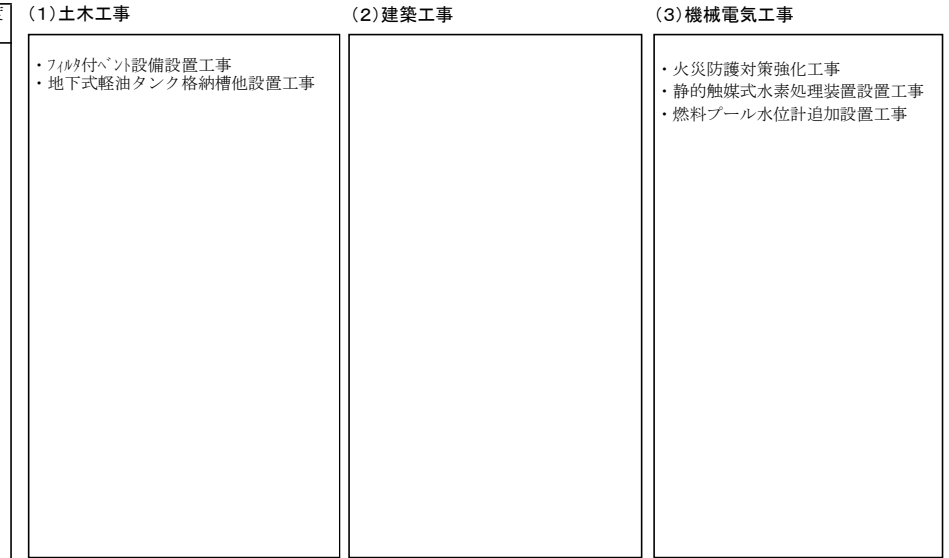 (1)土木工事
・フィルタ付ベント設備設置工事
・地下式軽油タンク格納槽他設置工事
(2)建築工事
(3)機械電気工事
・火災防護対策強化工事
・静的触媒式水素処理装置設置工事
・燃料プール水位計追加設置工事